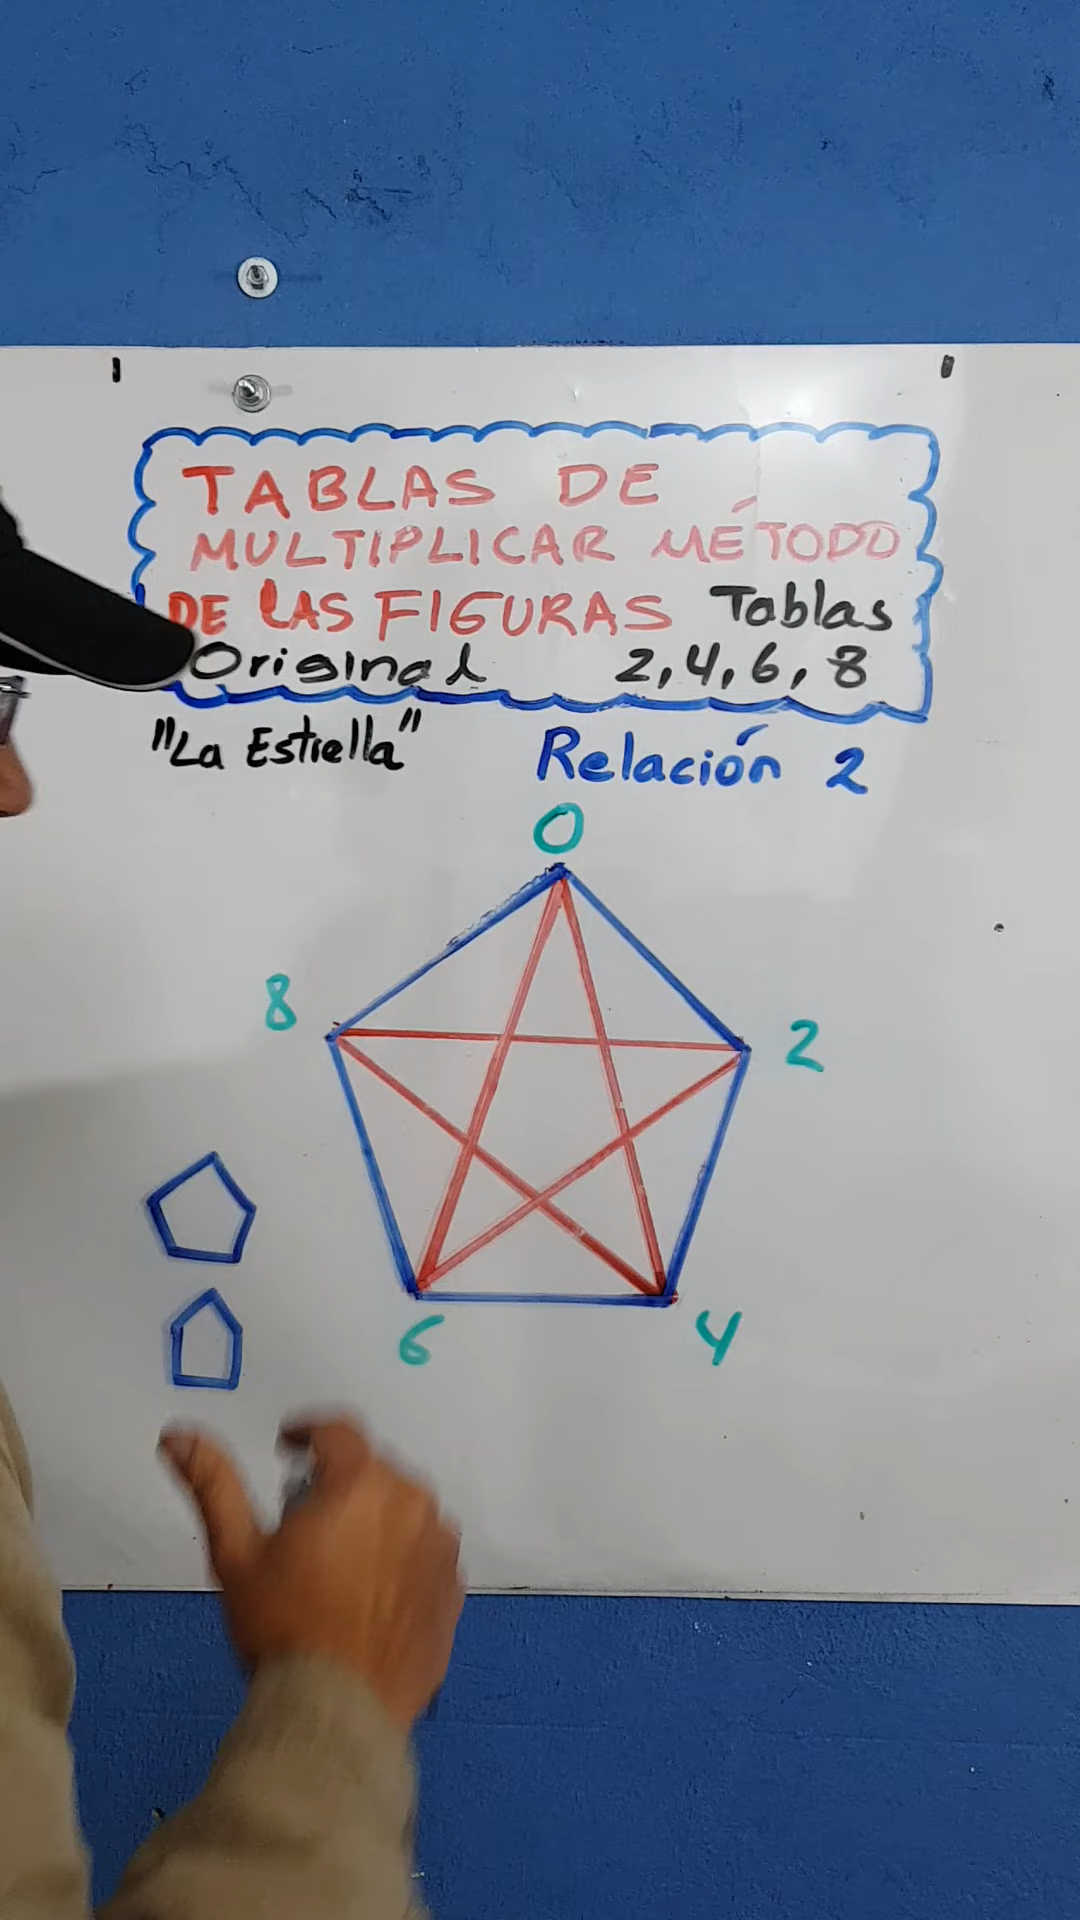 TABLAS DE
MULTIPLICAR MÉTODO
DE LAS FIGURAS Tablas
Original 2,4,6,8
"La Estrella" Relación 2
0
8 2
6 4